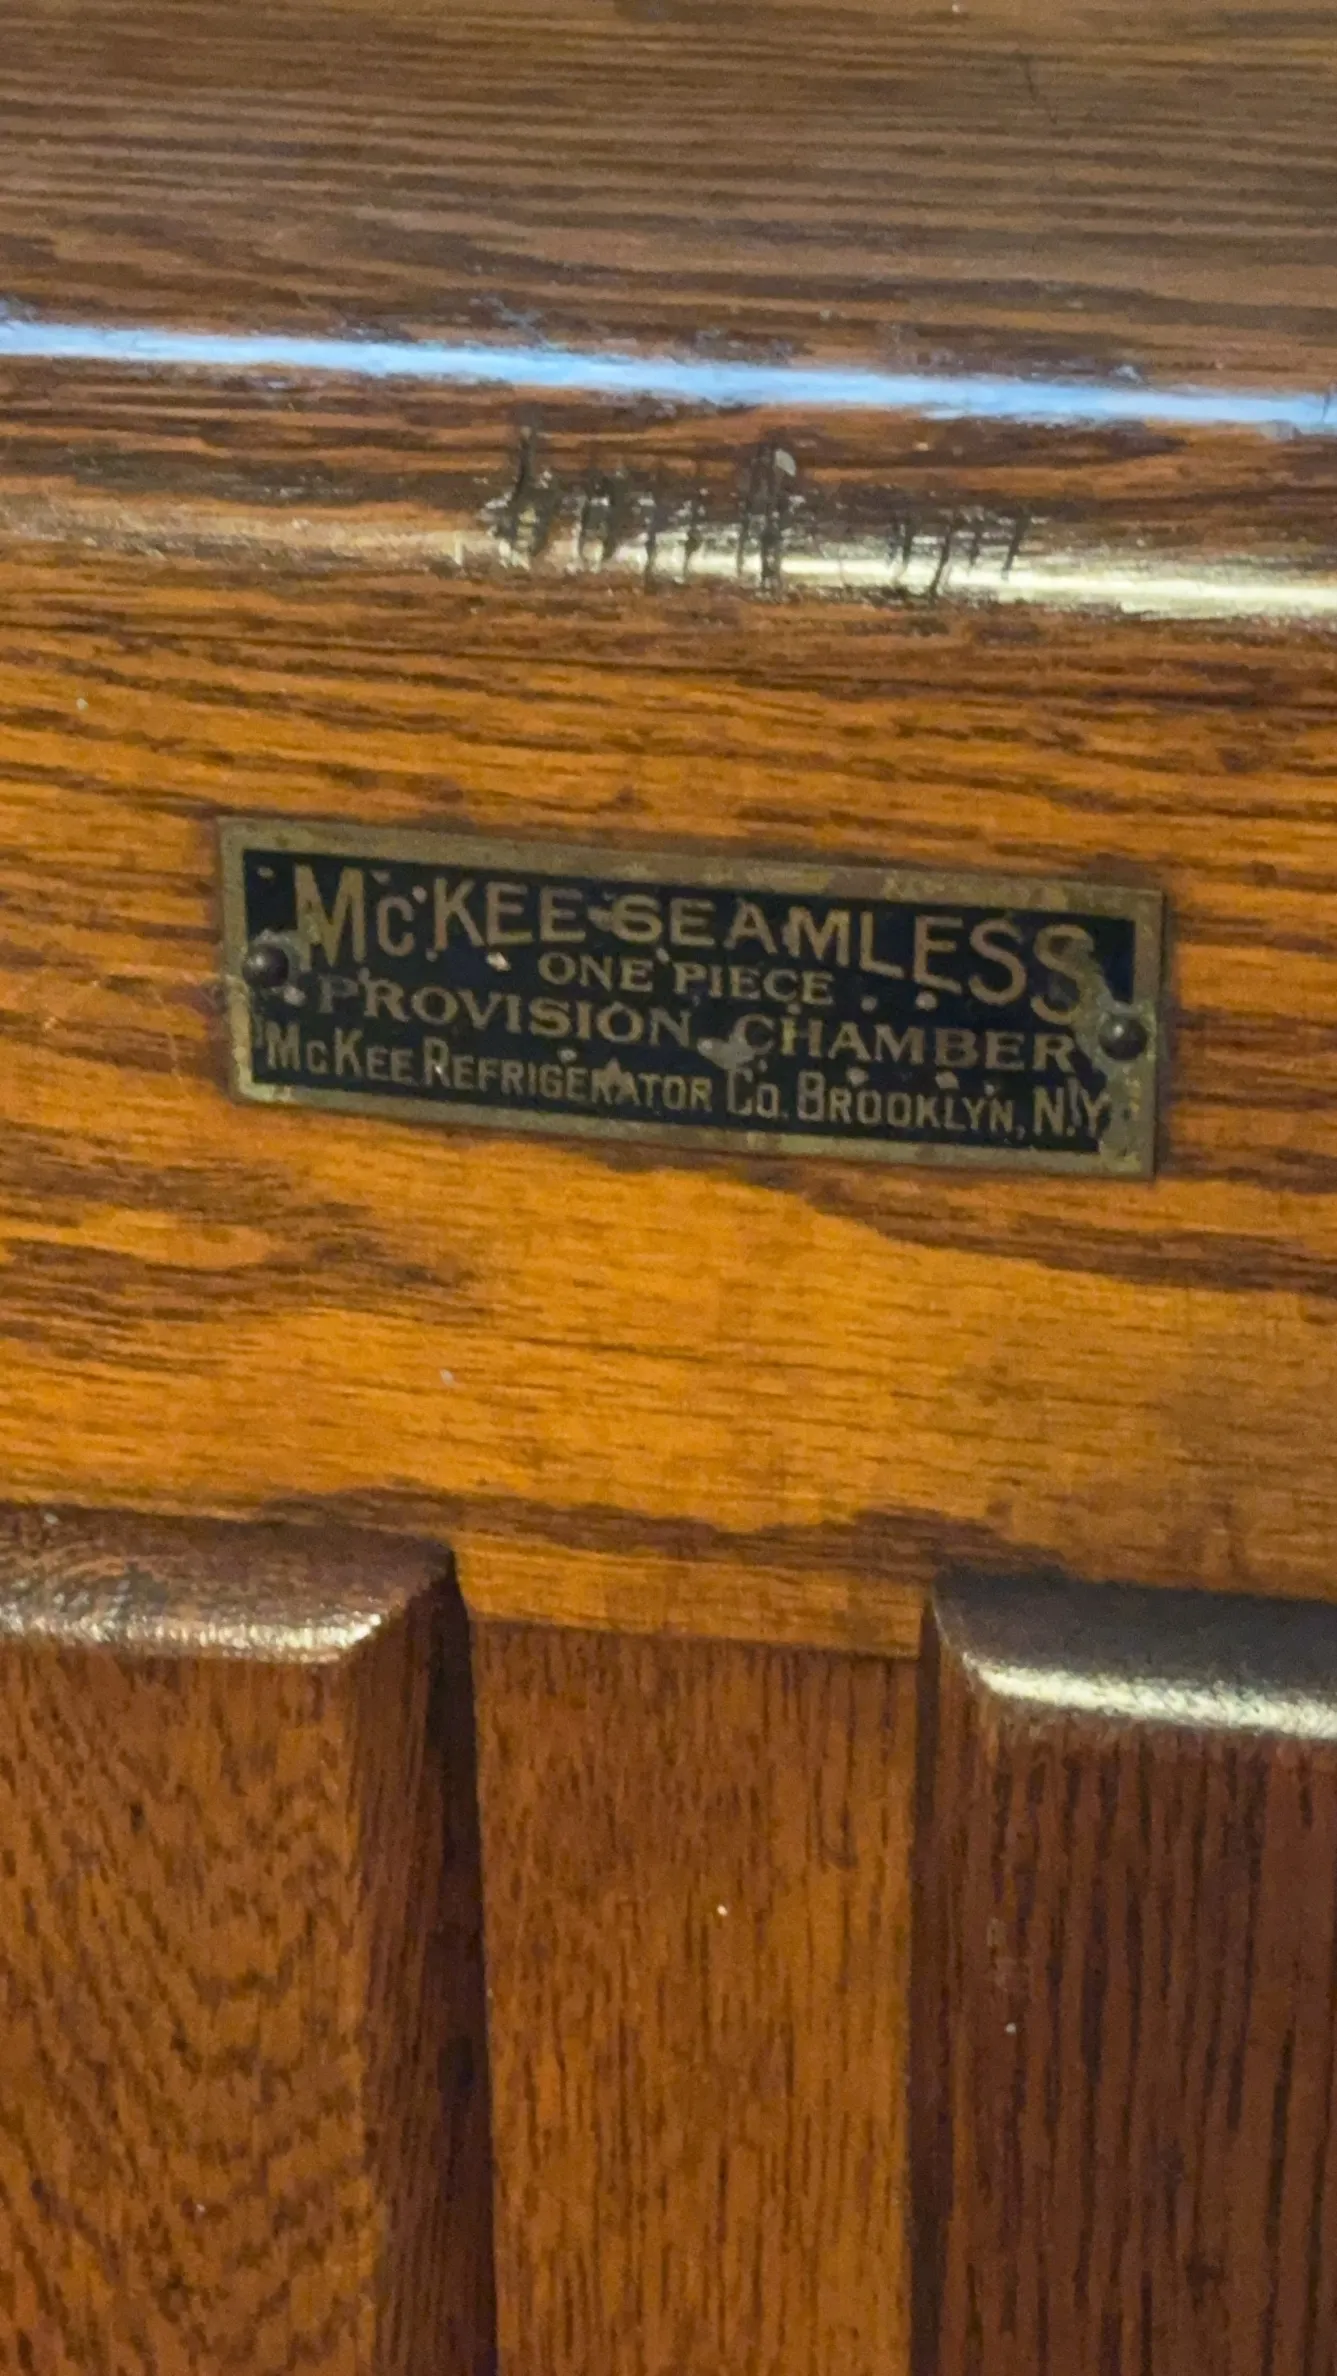 McKEE SEAMLESS
ONE PIECE
PROVISION CHAMBER
McKEE REFRIGERATOR Co. BROOKLYN, N.Y.